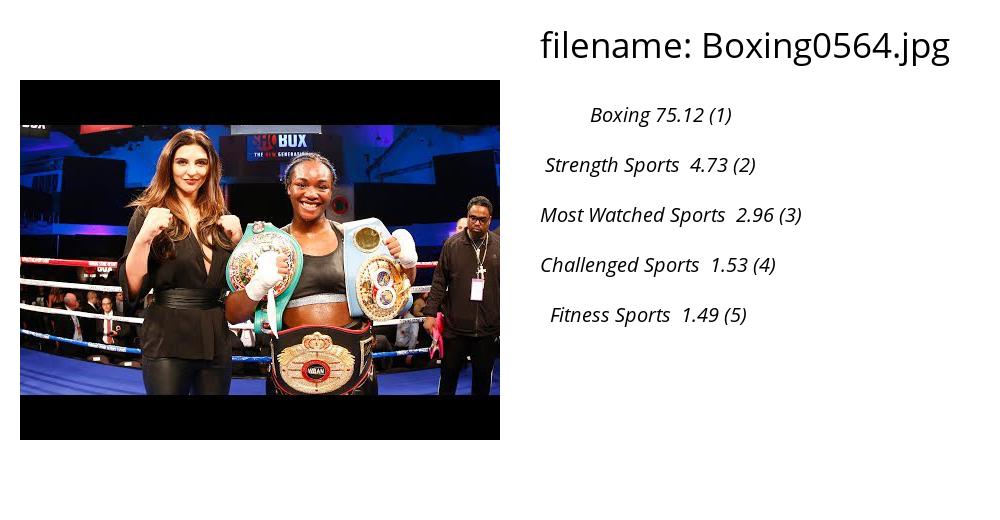 filename: Boxing0564.jpg
Boxing 75.12 (1)
Strength Sports 4.73 (2)
Most Watched Sports 2.96 (3)
Challenged Sports 1.53 (4)
Fitness Sports 1.49 (5)
SHOBOX
THE NEW GENERATION
WBAN